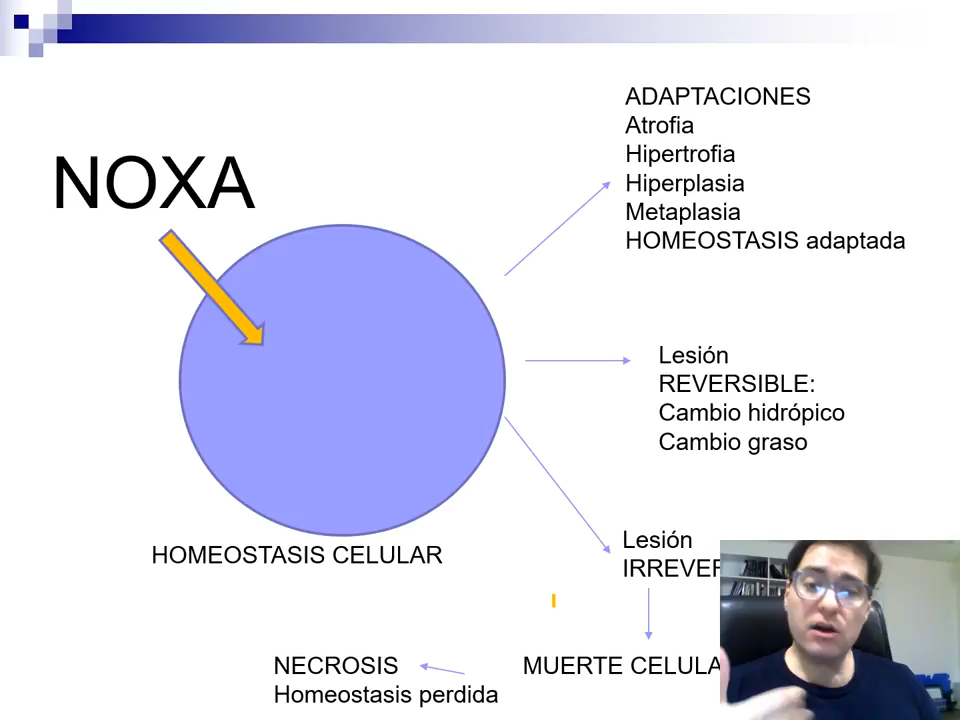 NOXA
HOMEOSTASIS CELULAR
ADAPTACIONES
Atrofia
Hipertrofia
Hiperplasia
Metaplasia
HOMEOSTASIS adaptada
Lesión
REVERSIBLE:
Cambio hidrópico
Cambio graso
Lesión
IRREVER
MUERTE CELULA
NECROSIS
Homeostasis perdida